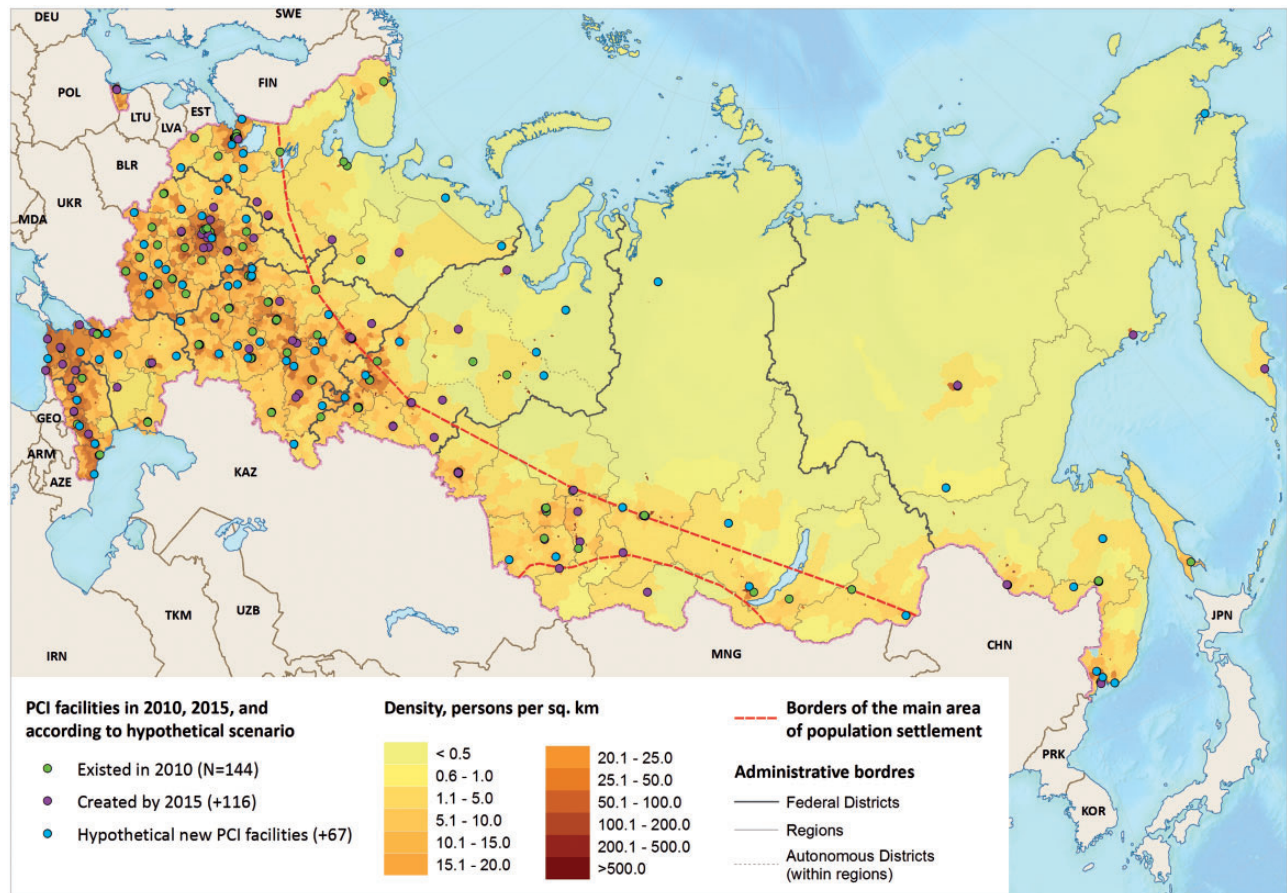 DEU
SWE
POL
FIN
LTU
EST
LVA
BLR
UKR
MDA
GEO
ARM
AZE
KAZ
TKM
UZB
IRN
MNG
CHN
JPN
PRK
KOR
PCI facilities in 2010, 2015, and
according to hypothetical scenario
Existed in 2010 (N=144)
Created by 2015 (+116)
Hypothetical new PCI facilities (+67)
Density, persons per sq. km
< 0.5
0.6 - 1.0
1.1 - 5.0
5.1 - 10.0
10.1 - 15.0
15.1 - 20.0
20.1 - 25.0
25.1 - 50.0
50.1 - 100.0
100.1 - 200.0
200.1 - 500.0
>500.0
Borders of the main area
of population settlement
Administrative bordres
Federal Districts
Regions
Autonomous Districts
(within regions)